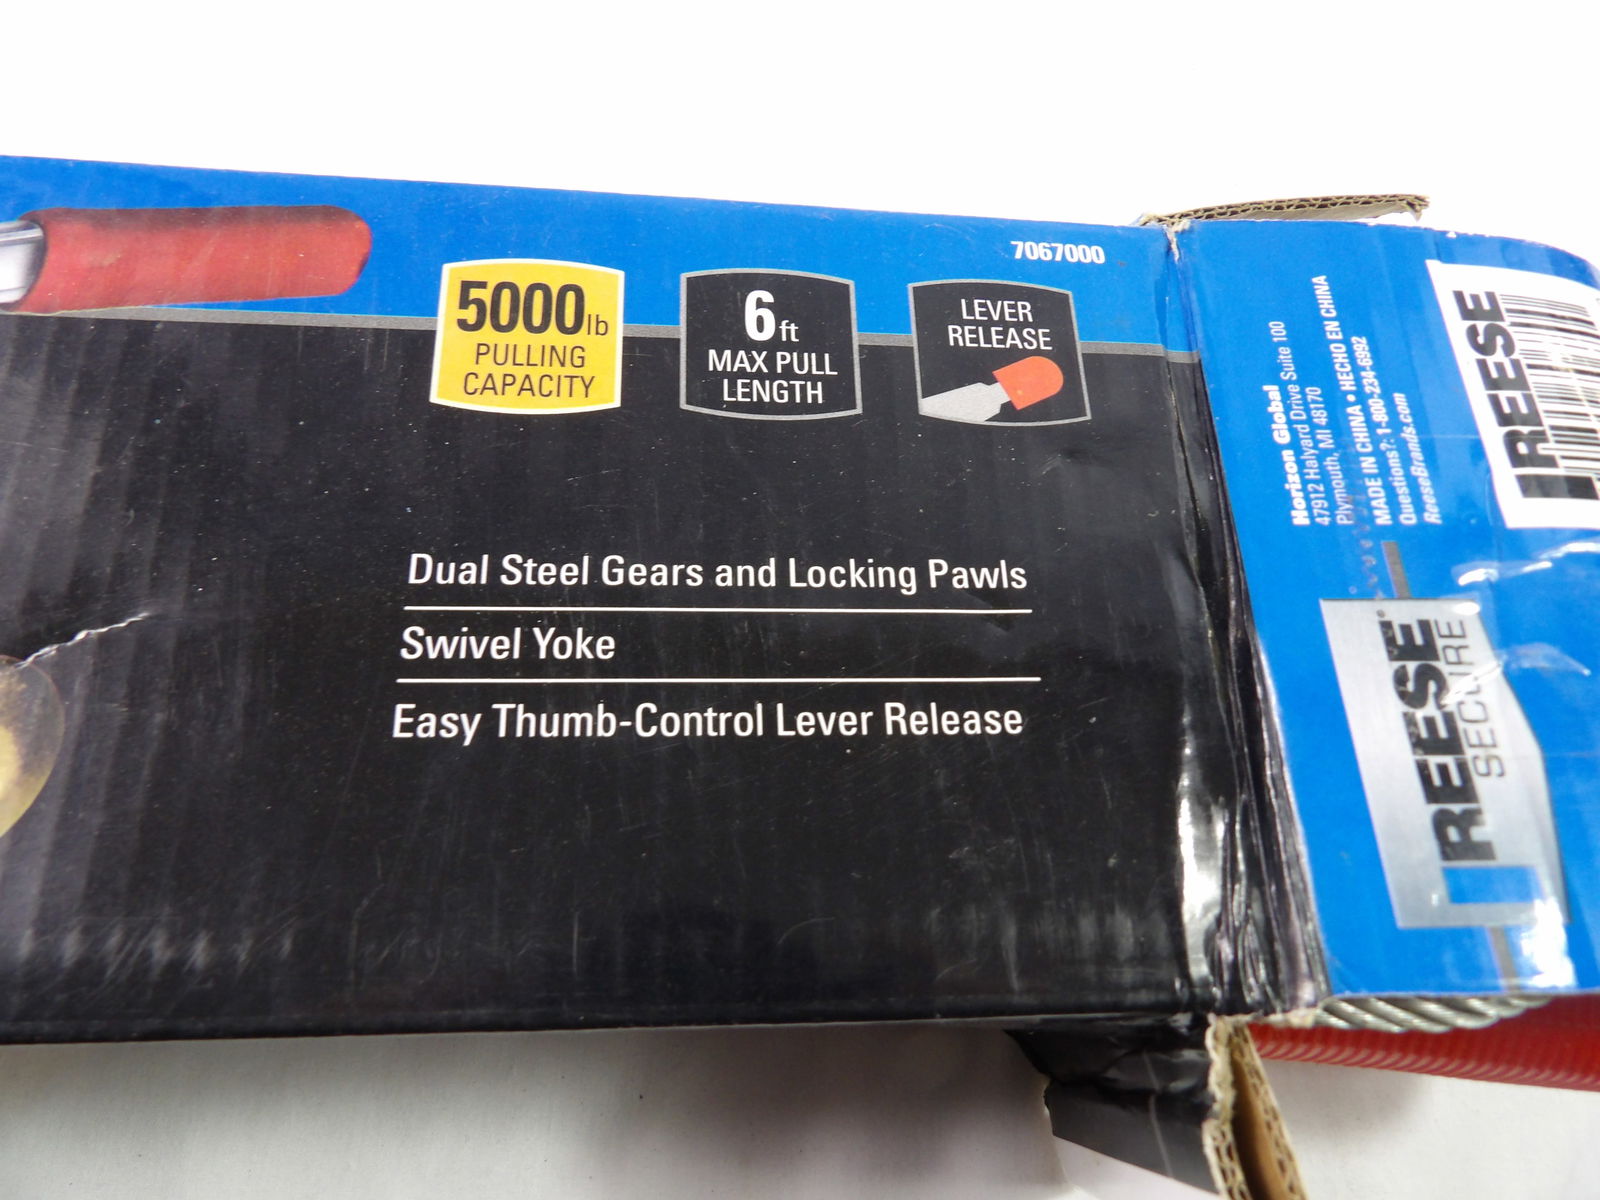 7067000
5000lb
PULLING
CAPACITY
6ft
MAX PULL
LENGTH
LEVER
RELEASE
Dual Steel Gears and Locking Pawls
Swivel Yoke
Easy Thumb-Control Lever Release
Horizon Global
47912 Halyard Drive Suite 100
Plymouth, MI 48170
MADE IN CHINA • HECHO EN CHINA
Questions?: 1-800-234-6992
ReeseBrands.com
REESE
REESE®
SECURE